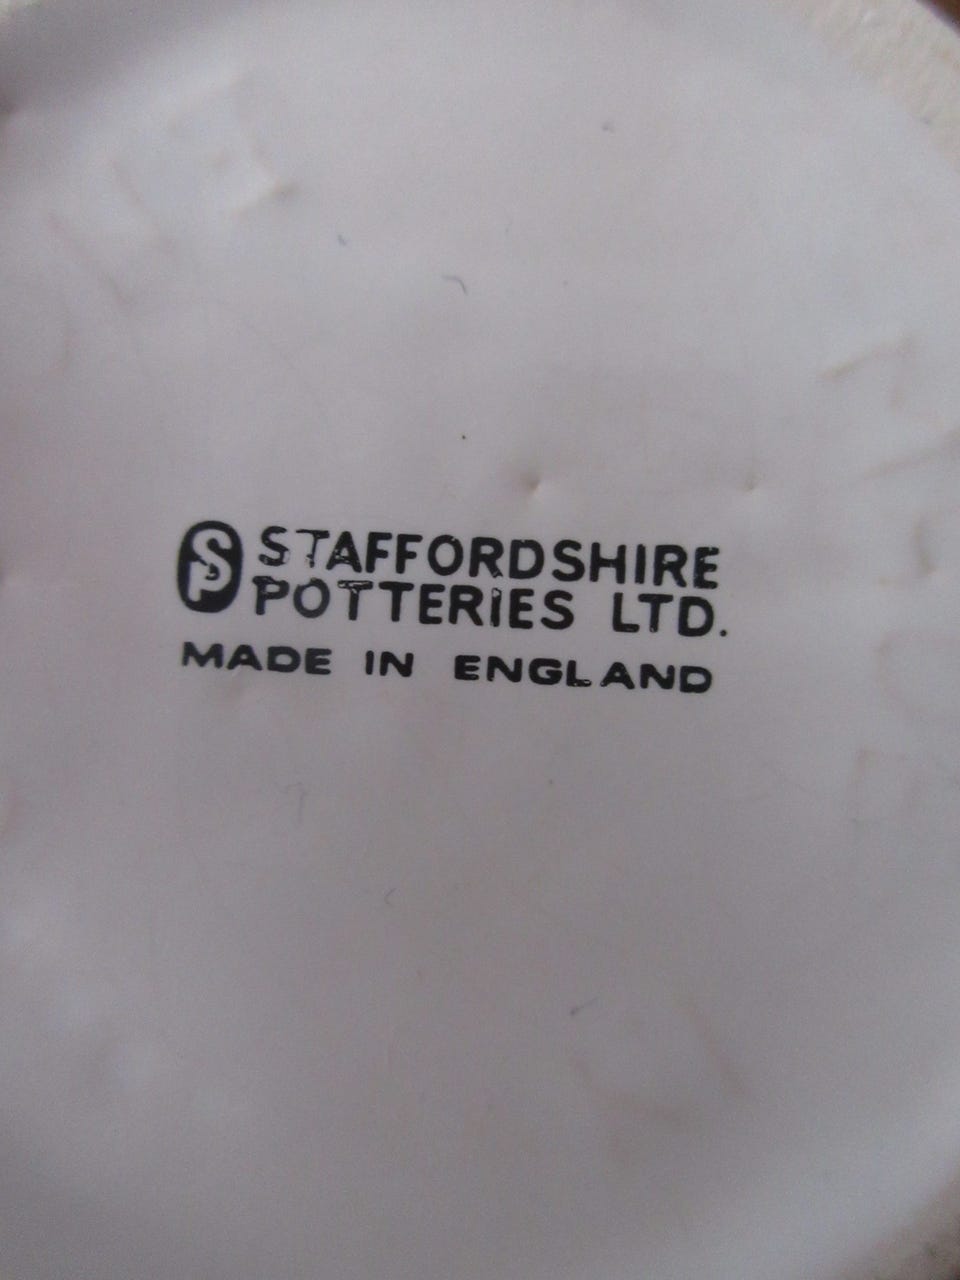 SP STAFFORDSHIRE
POTTERIES LTD.
MADE IN ENGLAND